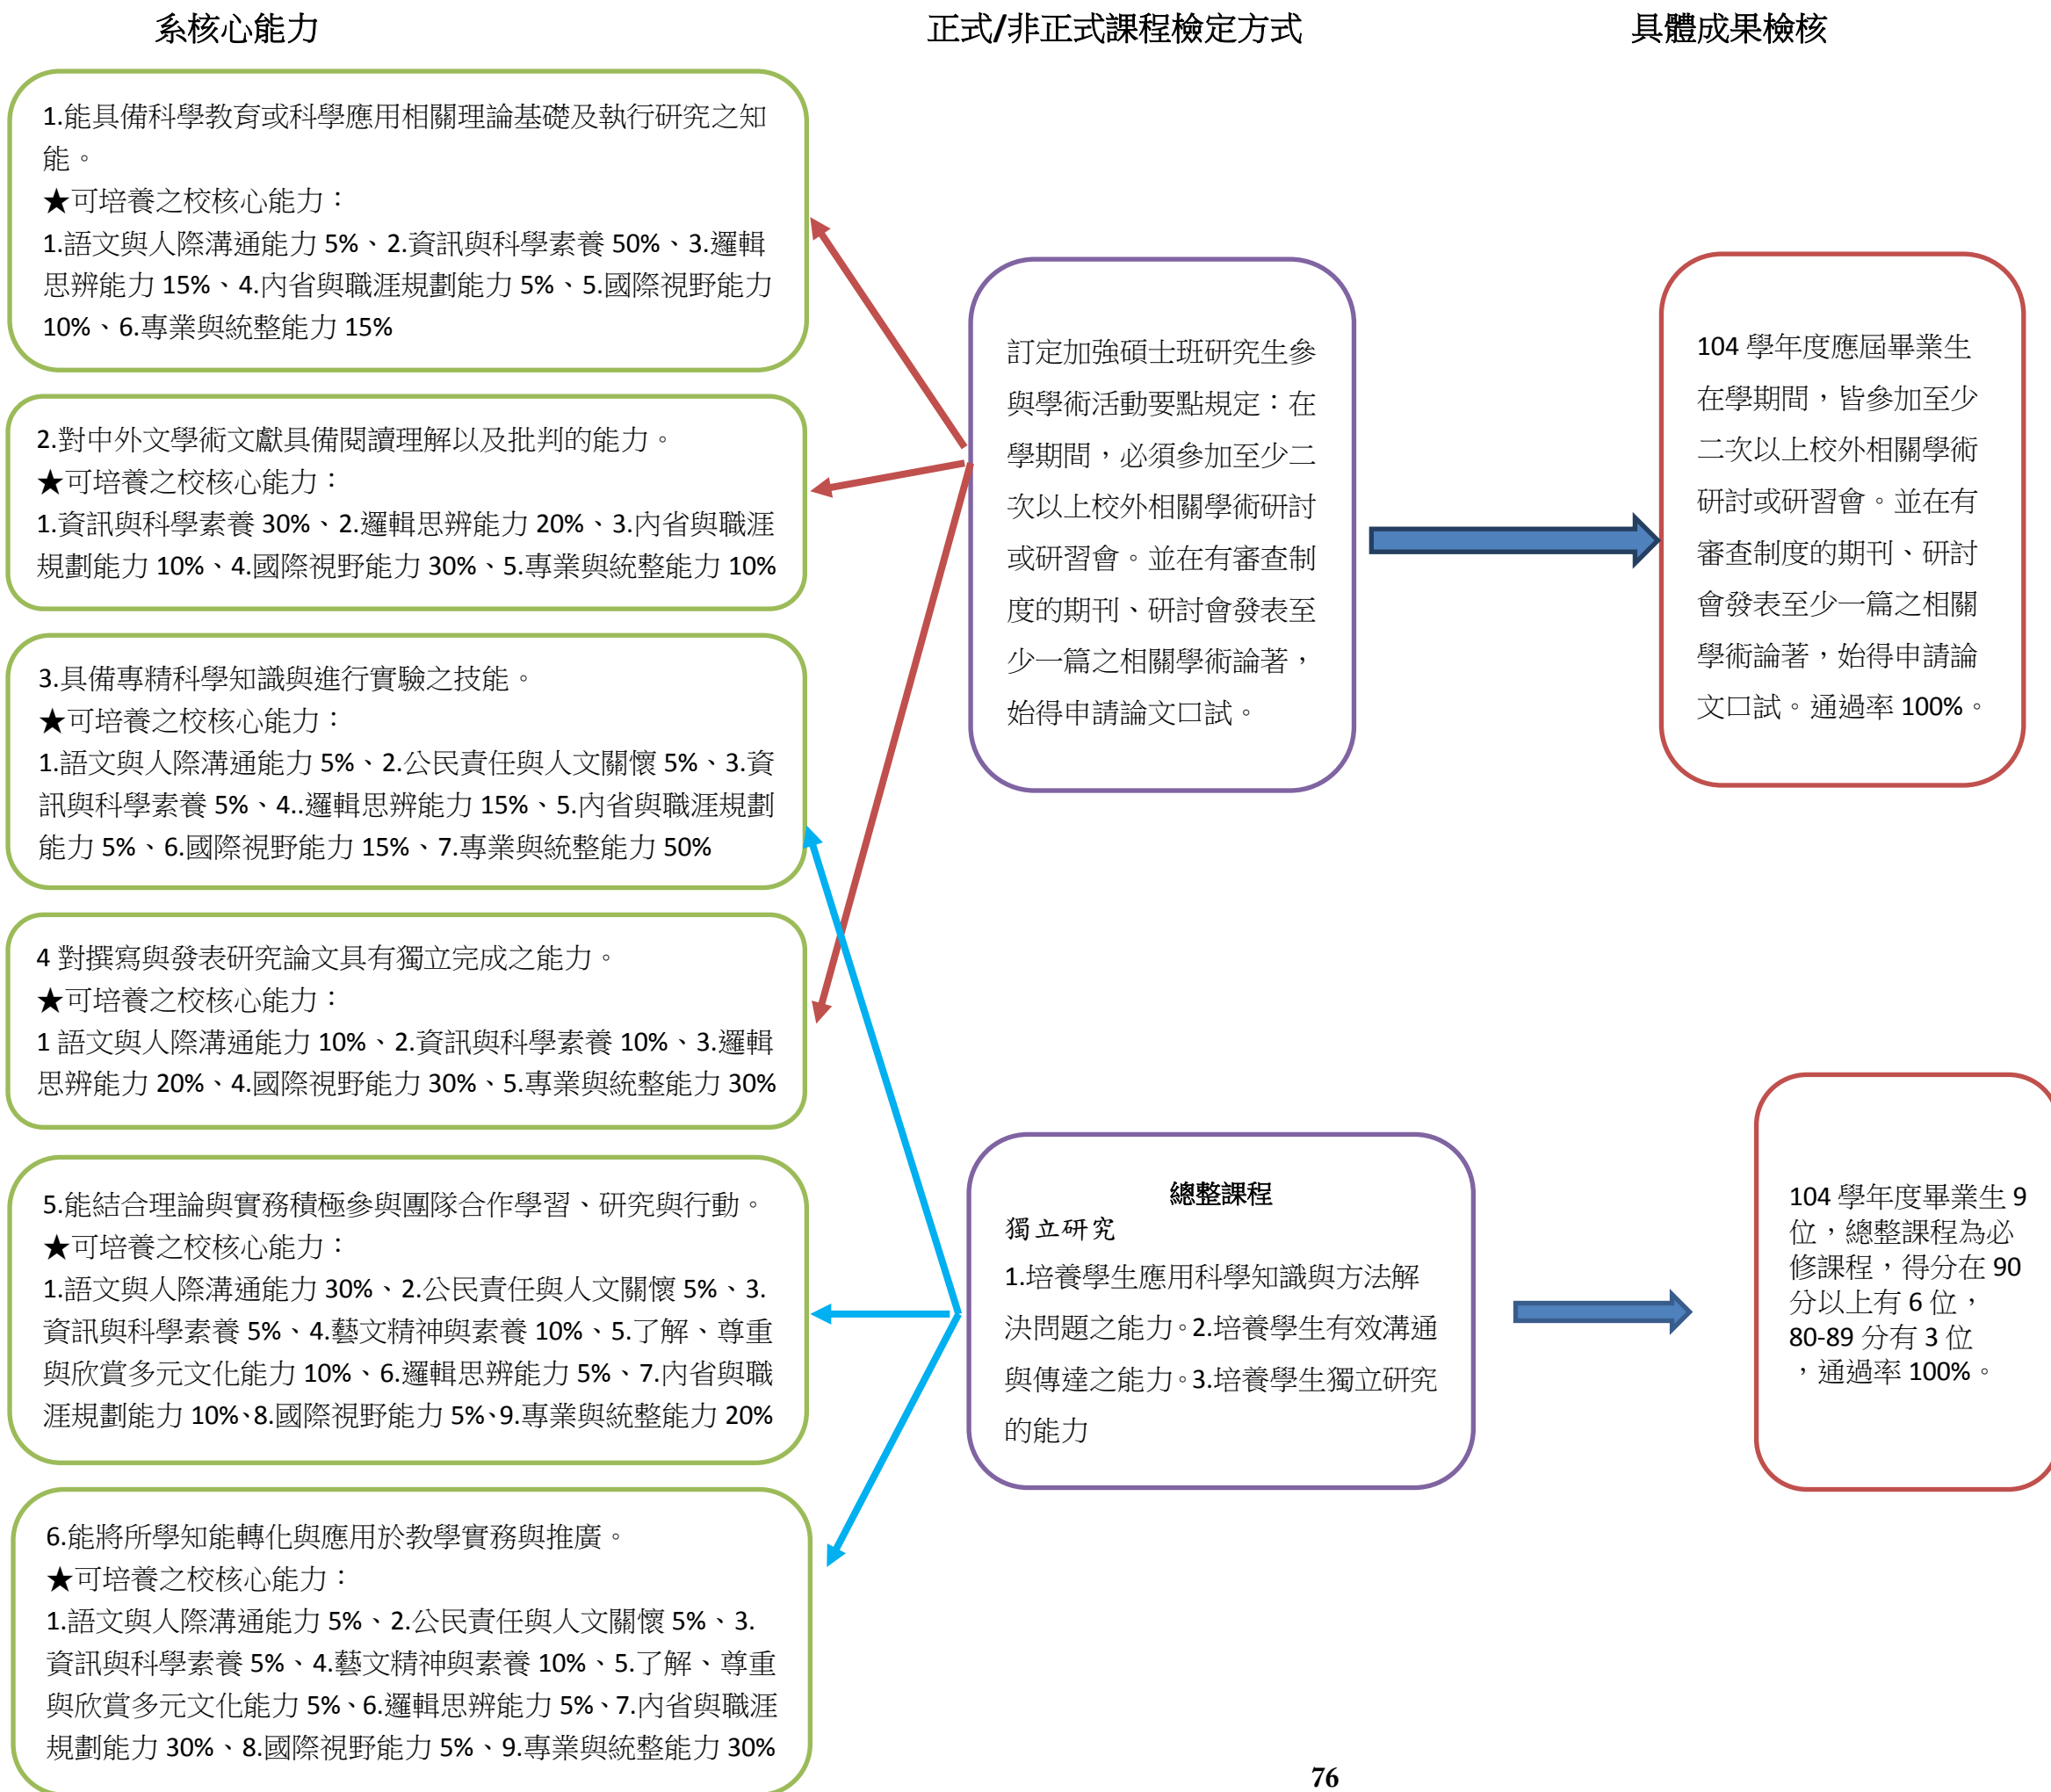 系核心能力
正式/非正式課程檢定方式
具體成果檢核
1.能具備科學教育或科學應用相關理論基礎及執行研究之知
能。
★可培養之校核心能力：
1.語文與人際溝通能力 5%、2.資訊與科學素養 50%、3.邏輯
思辨能力 15%、4.內省與職涯規劃能力 5%、5.國際視野能力
10%、6.專業與統整能力 15%
2.對中外文學術文獻具備閱讀理解以及批判的能力。
★可培養之校核心能力：
1.資訊與科學素養 30%、2.邏輯思辨能力 20%、3.內省與職涯
規劃能力 10%、4.國際視野能力 30%、5.專業與統整能力 10%
3.具備專精科學知識與進行實驗之技能。
★可培養之校核心能力：
1.語文與人際溝通能力 5%、2.公民責任與人文關懷 5%、3.資
訊與科學素養 5%、4..邏輯思辨能力 15%、5.內省與職涯規劃
能力 5%、6.國際視野能力 15%、7.專業與統整能力 50%
4 對撰寫與發表研究論文具有獨立完成之能力。
★可培養之校核心能力：
1 語文與人際溝通能力 10%、2.資訊與科學素養 10%、3.邏輯
思辨能力 20%、4.國際視野能力 30%、5.專業與統整能力 30%
5.能結合理論與實務積極參與團隊合作學習、研究與行動。
★可培養之校核心能力：
1.語文與人際溝通能力 30%、2.公民責任與人文關懷 5%、3.
資訊與科學素養 5%、4.藝文精神與素養 10%、5.了解、尊重
與欣賞多元文化能力 10%、6.邏輯思辨能力 5%、7.內省與職
涯規劃能力 10%、8.國際視野能力 5%、9.專業與統整能力 20%
6.能將所學知能轉化與應用於教學實務與推廣。
★可培養之校核心能力：
1.語文與人際溝通能力 5%、2.公民責任與人文關懷 5%、3.
資訊與科學素養 5%、4.藝文精神與素養 10%、5.了解、尊重
與欣賞多元文化能力 5%、6.邏輯思辨能力 5%、7.內省與職涯
規劃能力 30%、8.國際視野能力 5%、9.專業與統整能力 30%
訂定加強碩士班研究生參
與學術活動要點規定：在
學期間，必須參加至少二
次以上校外相關學術研討
或研習會。並在有審查制
度的期刊、研討會發表至
少一篇之相關學術論著，
始得申請論文口試。
總整課程
獨立研究
1.培養學生應用科學知識與方法解
決問題之能力。2.培養學生有效溝通
與傳達之能力。3.培養學生獨立研究
的能力
104 學年度應屆畢業生
在學期間，皆參加至少
二次以上校外相關學術
研討或研習會。並在有
審查制度的期刊、研討
會發表至少一篇之相關
學術論著，始得申請論
文口試。通過率 100%。
104 學年度畢業生 9
位，總整課程為必
修課程，得分在 90
分以上有 6 位，
80-89 分有 3 位
，通過率 100%。
76